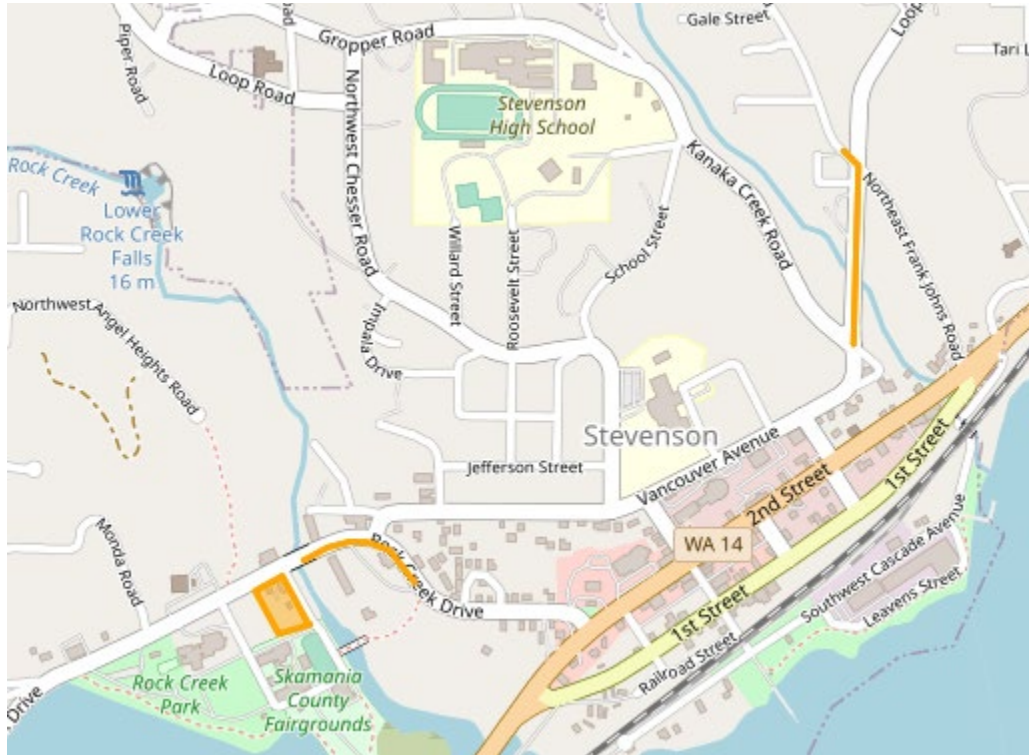 Gale Street
Loop
Tari L
Piper Road
Road
Gropper Road
Loop Road
Stevenson
High School
Northwest Chesser Road
Kanaka Creek Road
Rock Creek
Lower
Rock Creek
Falls
16 m
Northeast Frank Johns Road
Willard Street
Roosevelt Street
School Street
Northwest Angel Heights Road
Impala Drive
Stevenson
Jefferson Street
Vancouver Avenue
2nd Street
1st Street
WA 14
Monda Road
Rock Creek Drive
Southwest Cascade Avenue
Leavens Street
1st Street
Railroad Street
Rock Creek
Park
Skamania
County
Fairgrounds
Drive